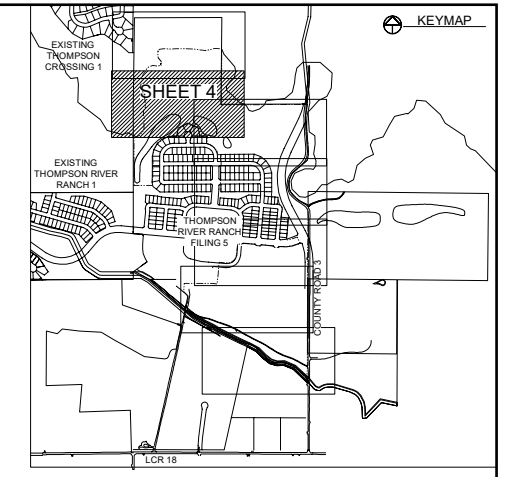 KEYMAP
EXISTING
THOMPSON
CROSSING 1
SHEET 4
EXISTING
THOMPSON RIVER
RANCH 1
THOMPSON
RIVER RANCH
FILING 5
COUNTY ROAD 3
LCR 18